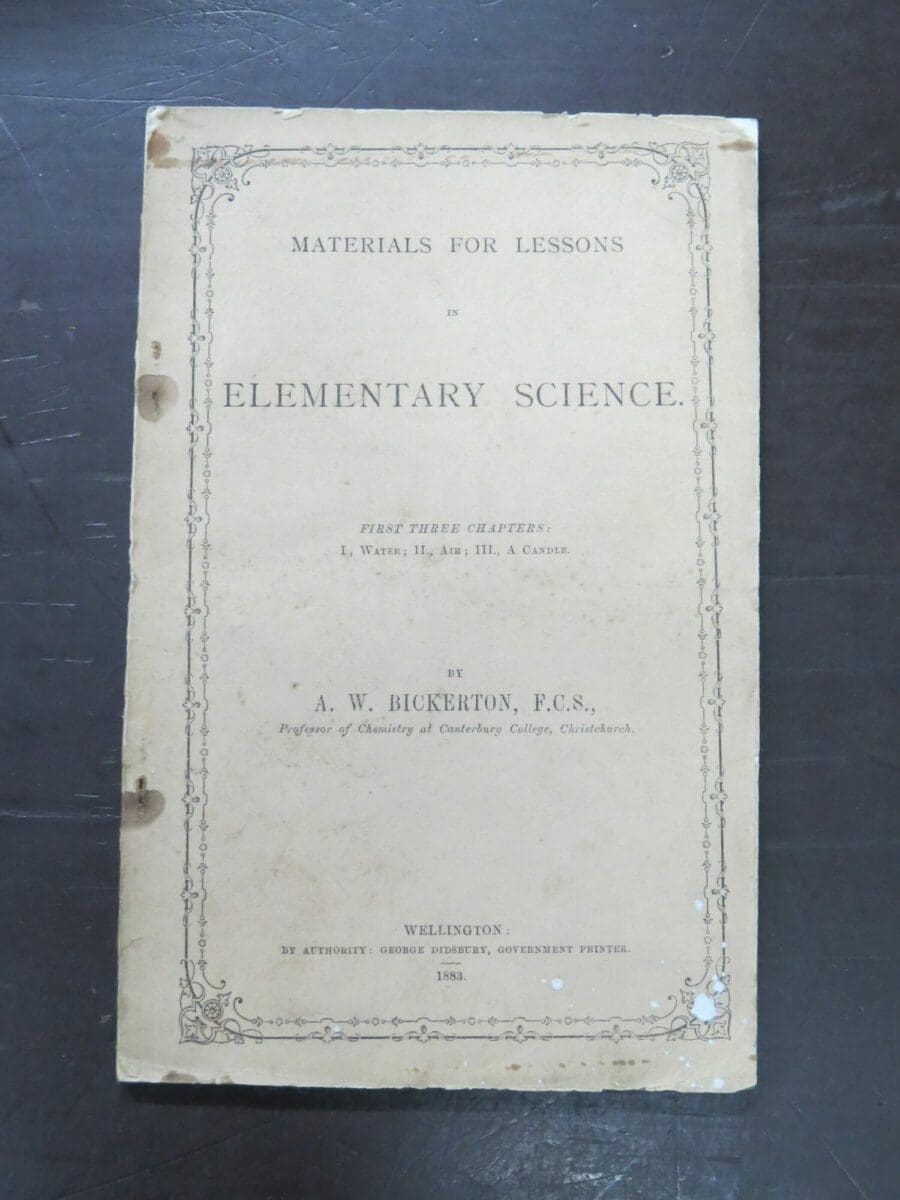 MATERIALS FOR LESSONS
IN
ELEMENTARY SCIENCE.
FIRST THREE CHAPTERS:
I., WATER; II., AIR; III., A CANDLE.
BY
A. W. BICKERTON, F.C.S.,
Professor of Chemistry at Canterbury College, Christchurch.
WELLINGTON:
BY AUTHORITY: GEORGE DIDSBURY, GOVERNMENT PRINTER.
1883.